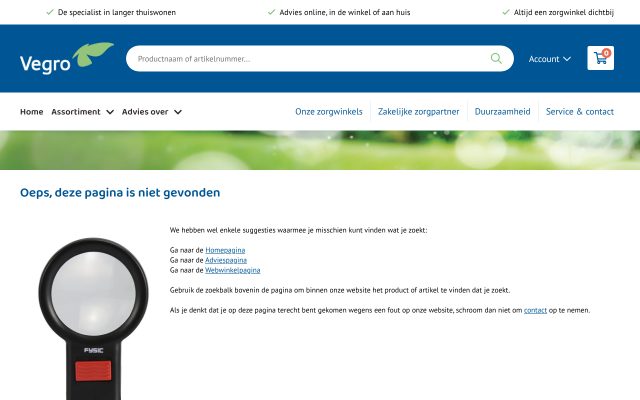 De specialist in langer thuiswonen
Advies online, in de winkel of aan huis
Altijd een zorgwinkel dichtbij
Vegro
Productnaam of artikelnummer...
Account
0
Home
Assortiment
Advies over
Onze zorgwinkels
Zakelijke zorgpartner
Duurzaamheid
Service & contact
Oeps, deze pagina is niet gevonden
We hebben wel enkele suggesties waarmee je misschien kunt vinden wat je zoekt:
Ga naar de Homepagina
Ga naar de Adviespagina
Ga naar de Webwinkelpagina
Gebruik de zoekbalk bovenin de pagina om binnen onze website het product of artikel te vinden dat je zoekt.
Als je denkt dat je op deze pagina terecht bent gekomen wegens een fout op onze website, schroom dan niet om contact op te nemen.
FYSIC